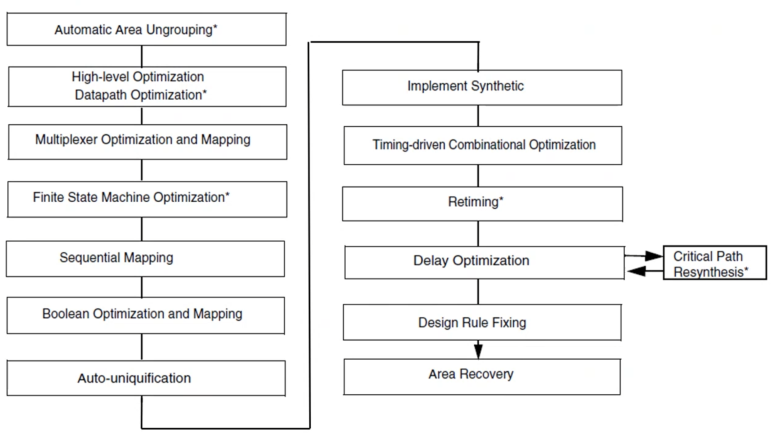 Automatic Area Ungrouping*
High-level Optimization
Datapath Optimization*
Multiplexer Optimization and Mapping
Finite State Machine Optimization*
Sequential Mapping
Boolean Optimization and Mapping
Auto-uniquification
Implement Synthetic
Timing-driven Combinational Optimization
Retiming*
Delay Optimization
Critical Path
Resynthesis*
Design Rule Fixing
Area Recovery